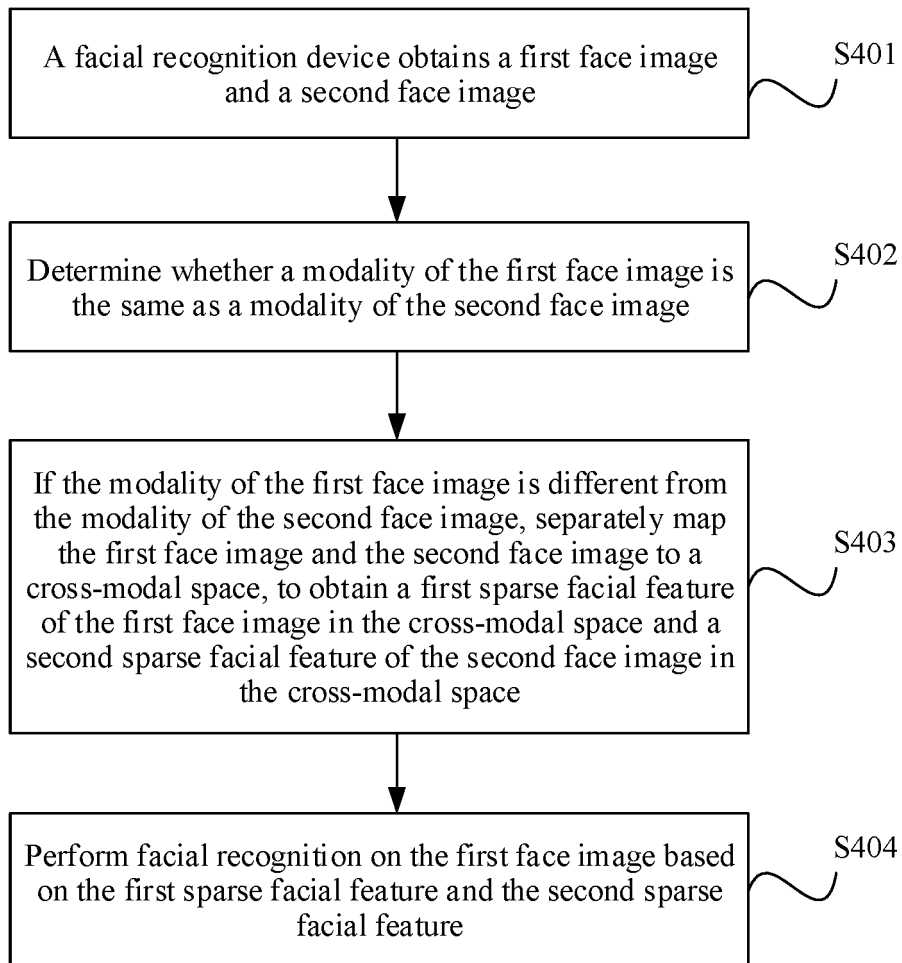 A facial recognition device obtains a first face image
and a second face image
S401
Determine whether a modality of the first face image is
the same as a modality of the second face image
S402
If the modality of the first face image is different from
the modality of the second face image, separately map
the first face image and the second face image to a
cross-modal space, to obtain a first sparse facial feature
of the first face image in the cross-modal space and a
second sparse facial feature of the second face image in
the cross-modal space
S403
Perform facial recognition on the first face image based
on the first sparse facial feature and the second sparse
facial feature
S404